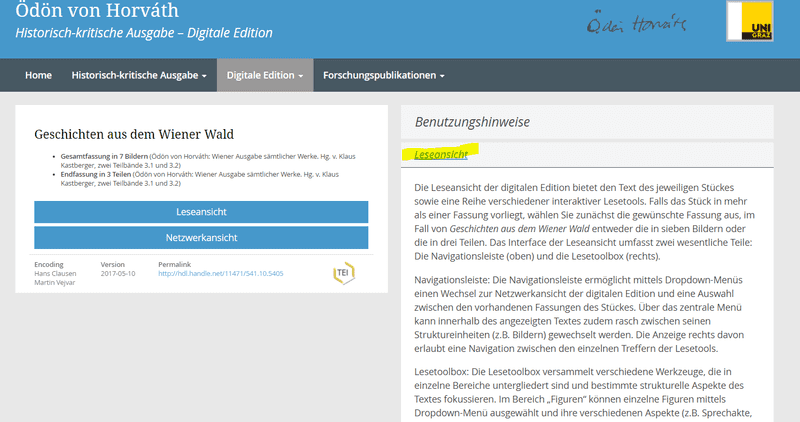 Ödön von Horváth
Historisch-kritische Ausgabe – Digitale Edition
Ödön Horváth
UNI
GRAZ
Home Historisch-kritische Ausgabe Digitale Edition Forschungspublikationen
Geschichten aus dem Wiener Wald
• Gesamtfassung in 7 Bildern (Ödön von Horváth: Wiener Ausgabe sämtlicher Werke. Hg. v. Klaus
Kastberger, zwei Teilbände 3.1 und 3.2)
• Endfassung in 3 Teilen (Ödön von Horváth: Wiener Ausgabe sämtlicher Werke. Hg. v. Klaus
Kastberger, zwei Teilbände 3.1 und 3.2)
Leseansicht
Netzwerkansicht
Encoding Version Permalink
Hans Clausen 2017-05-10 http://hdl.handle.net/11471/541.10.5405
Martin Vejvar
TEI
Benutzungshinweise
Leseansicht
Die Leseansicht der digitalen Edition bietet den Text des jeweiligen Stückes
sowie eine Reihe verschiedener interaktiver Lesetools. Falls das Stück in mehr
als einer Fassung vorliegt, wählen Sie zunächst die gewünschte Fassung aus, im
Fall von Geschichten aus dem Wiener Wald entweder die in sieben Bildern oder
die in drei Teilen. Das Interface der Leseansicht umfasst zwei wesentliche Teile:
Die Navigationsleiste (oben) und die Lesetoolbox (rechts).
Navigationsleiste: Die Navigationsleiste ermöglicht mittels Dropdown-Menüs
einen Wechsel zur Netzwerkansicht der digitalen Edition und eine Auswahl
zwischen den vorhandenen Fassungen des Stückes. Über das zentrale Menü
kann innerhalb des angezeigten Textes zudem rasch zwischen seinen
Struktureinheiten (z.B. Bildern) gewechselt werden. Die Anzeige rechts davon
erlaubt eine Navigation zwischen den einzelnen Treffern der Lesetools.
Lesetoolbox: Die Lesetoolbox versammelt verschiedene Werkzeuge, die in
einzelne Bereiche untergliedert sind und bestimmte strukturelle Aspekte des
Textes fokussieren. Im Bereich „Figuren“ können einzelne Figuren mittels
Dropdown-Menü ausgewählt und ihre verschiedenen Aspekte (z.B. Sprechakte,